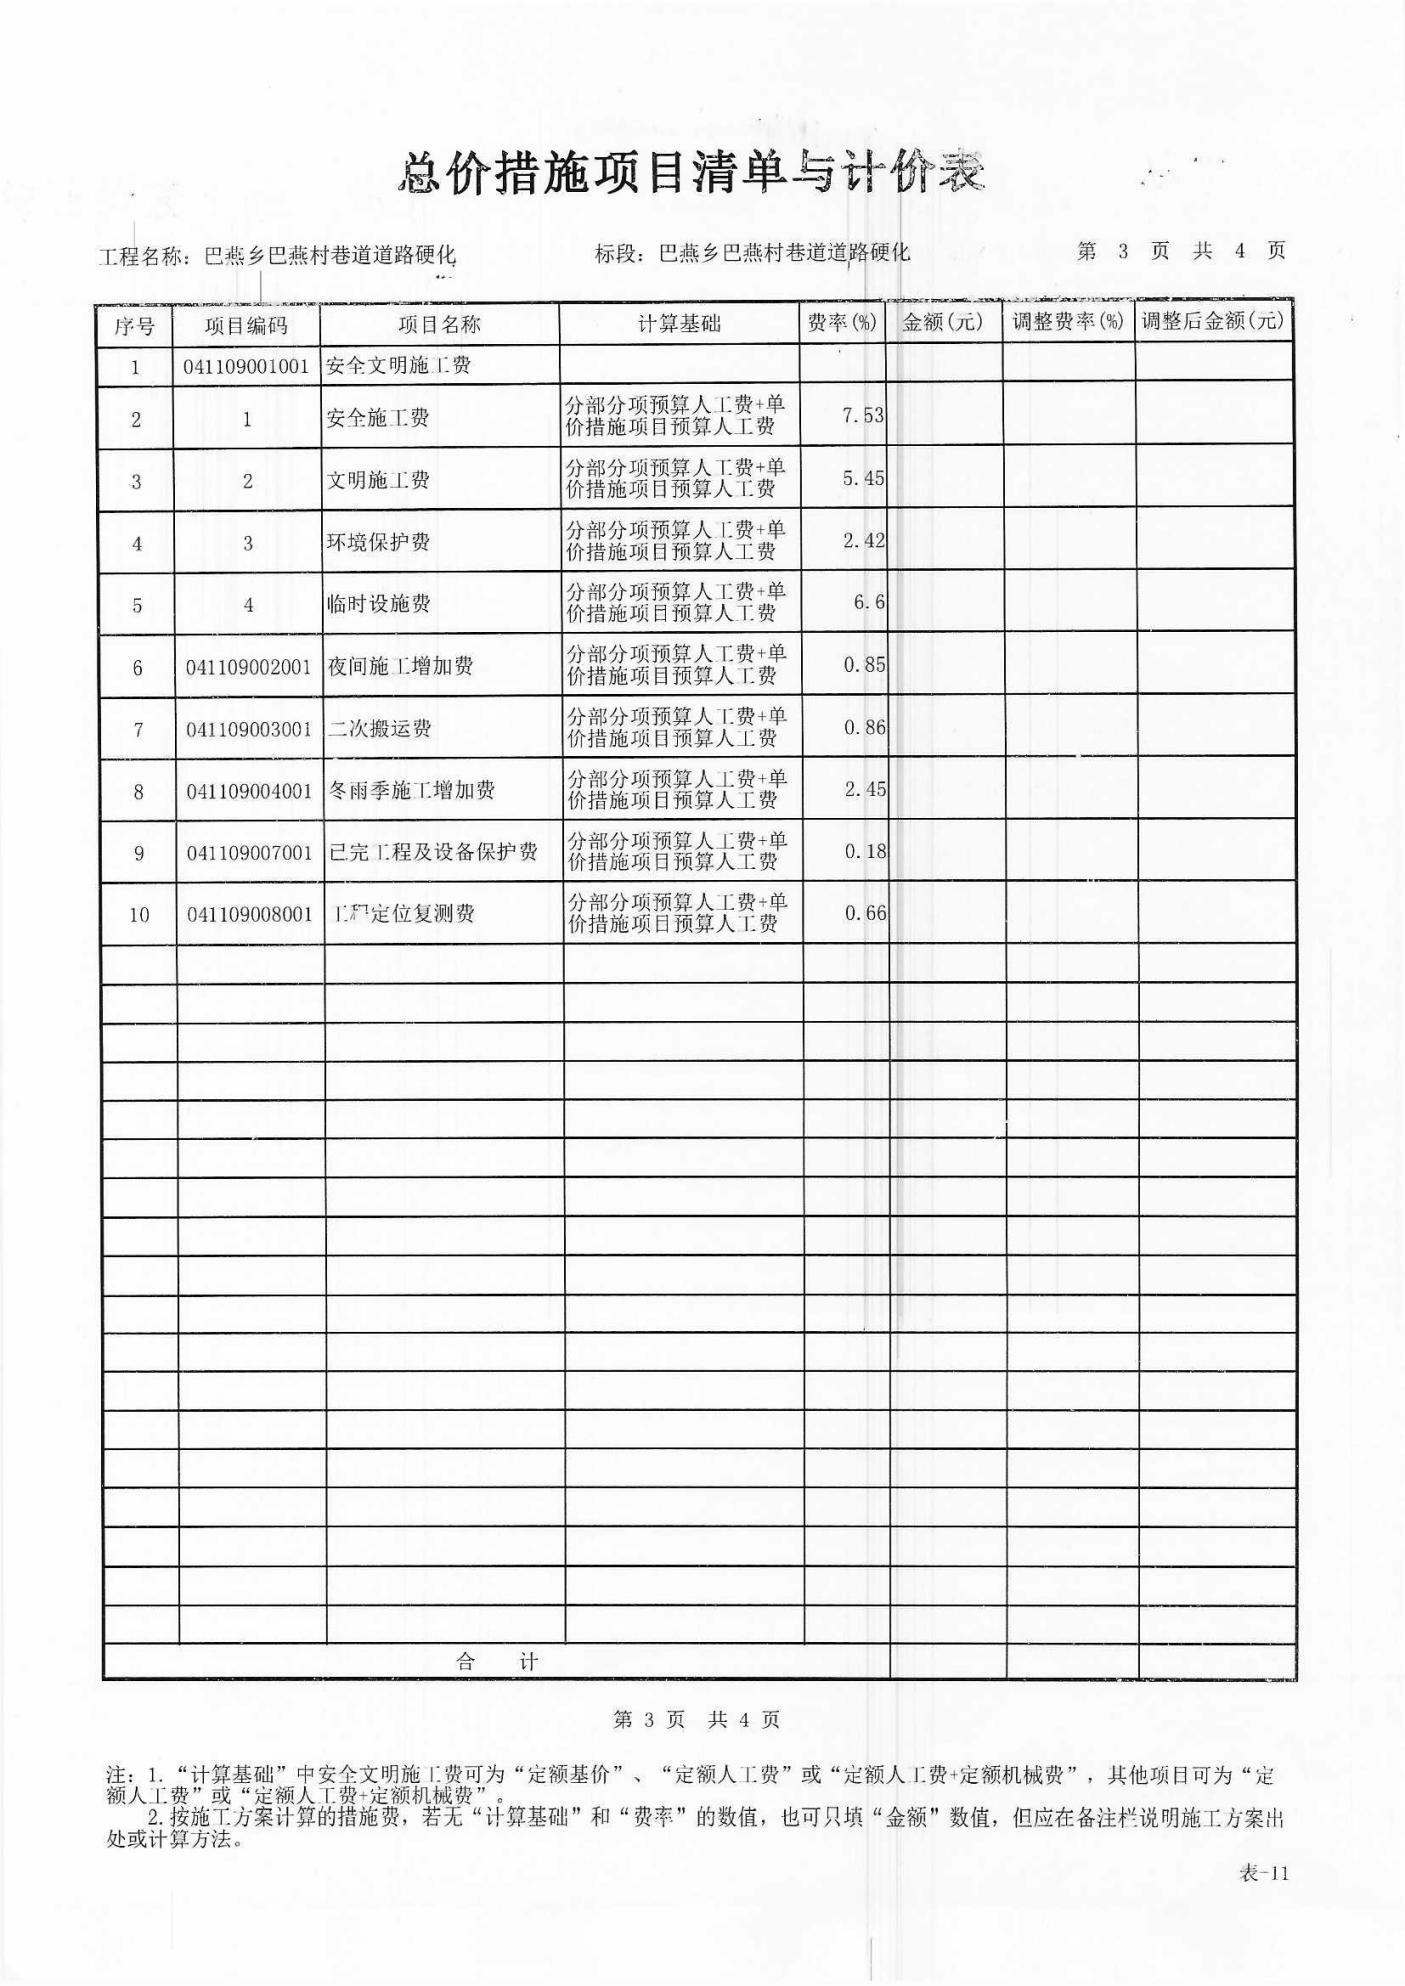 总价措施项目清单与计价表
工程名称：巴燕乡巴燕村巷道道路硬化 标段：巴燕乡巴燕村巷道道路硬化 第 3 页 共 4 页
序号 项目编码 项目名称 计算基础 费率(%) 金额(元) 调整费率(%) 调整后金额(元)
1 041109001001 安全文明施工费
2 1 安全施工费 分部分项预算人工费+单
价措施项目预算人工费 7.53
3 2 文明施工费 分部分项预算人工费+单
价措施项目预算人工费 5.45
4 3 环境保护费 分部分项预算人工费+单
价措施项目预算人工费 2.42
5 4 临时设施费 分部分项预算人工费+单
价措施项目预算人工费 6.6
6 041109002001 夜间施工增加费 分部分项预算人工费+单
价措施项目预算人工费 0.85
7 041109003001 二次搬运费 分部分项预算人工费+单
价措施项目预算人工费 0.86
8 041109004001 冬雨季施工增加费 分部分项预算人工费+单
价措施项目预算人工费 2.45
9 041109007001 已完工程及设备保护费 分部分项预算人工费+单
价措施项目预算人工费 0.18
10 041109008001 工程定位复测费 分部分项预算人工费+单
价措施项目预算人工费 0.66
合 计
第 3 页 共 4 页
注：1.“计算基础”中安全文明施工费可为“定额基价”、“定额人工费”或“定额人工费+定额机械费”，其他项目可为“定
额人工费”或“定额人工费+定额机械费”。
2.按施工方案计算的措施费，若无“计算基础”和“费率”的数值，也可只填“金额”数值，但应在备注栏说明施工方案出
处或计算方法。
表-11